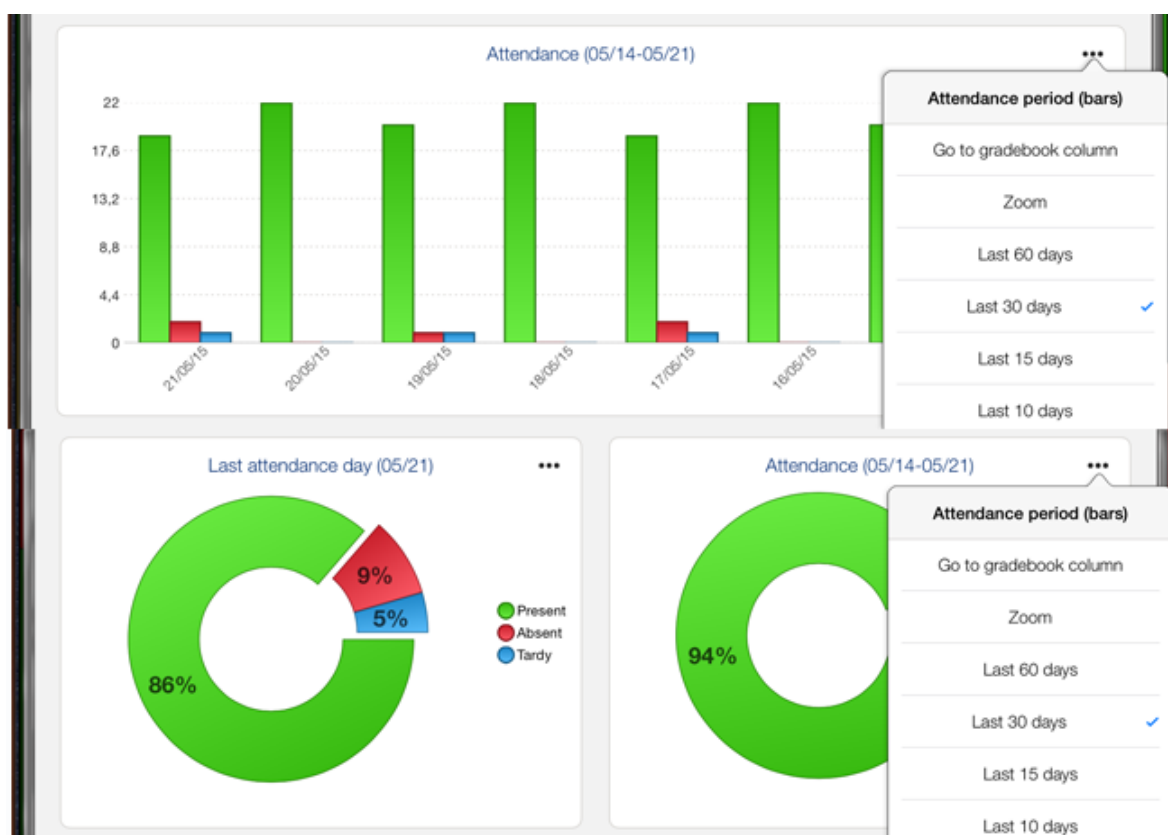 Attendance (05/14-05/21)
•••
Attendance period (bars)
Go to gradebook column
Zoom
Last 60 days
Last 30 days
Last 15 days
Last 10 days
22
17,6
13,2
8,8
4,4
0
21/05/15
20/05/15
19/05/15
18/05/15
17/05/15
16/05/15
Last attendance day (05/21)
•••
9%
5%
86%
Present
Absent
Tardy
Attendance (05/14-05/21)
•••
94%
Attendance period (bars)
Go to gradebook column
Zoom
Last 60 days
Last 30 days
Last 15 days
Last 10 days